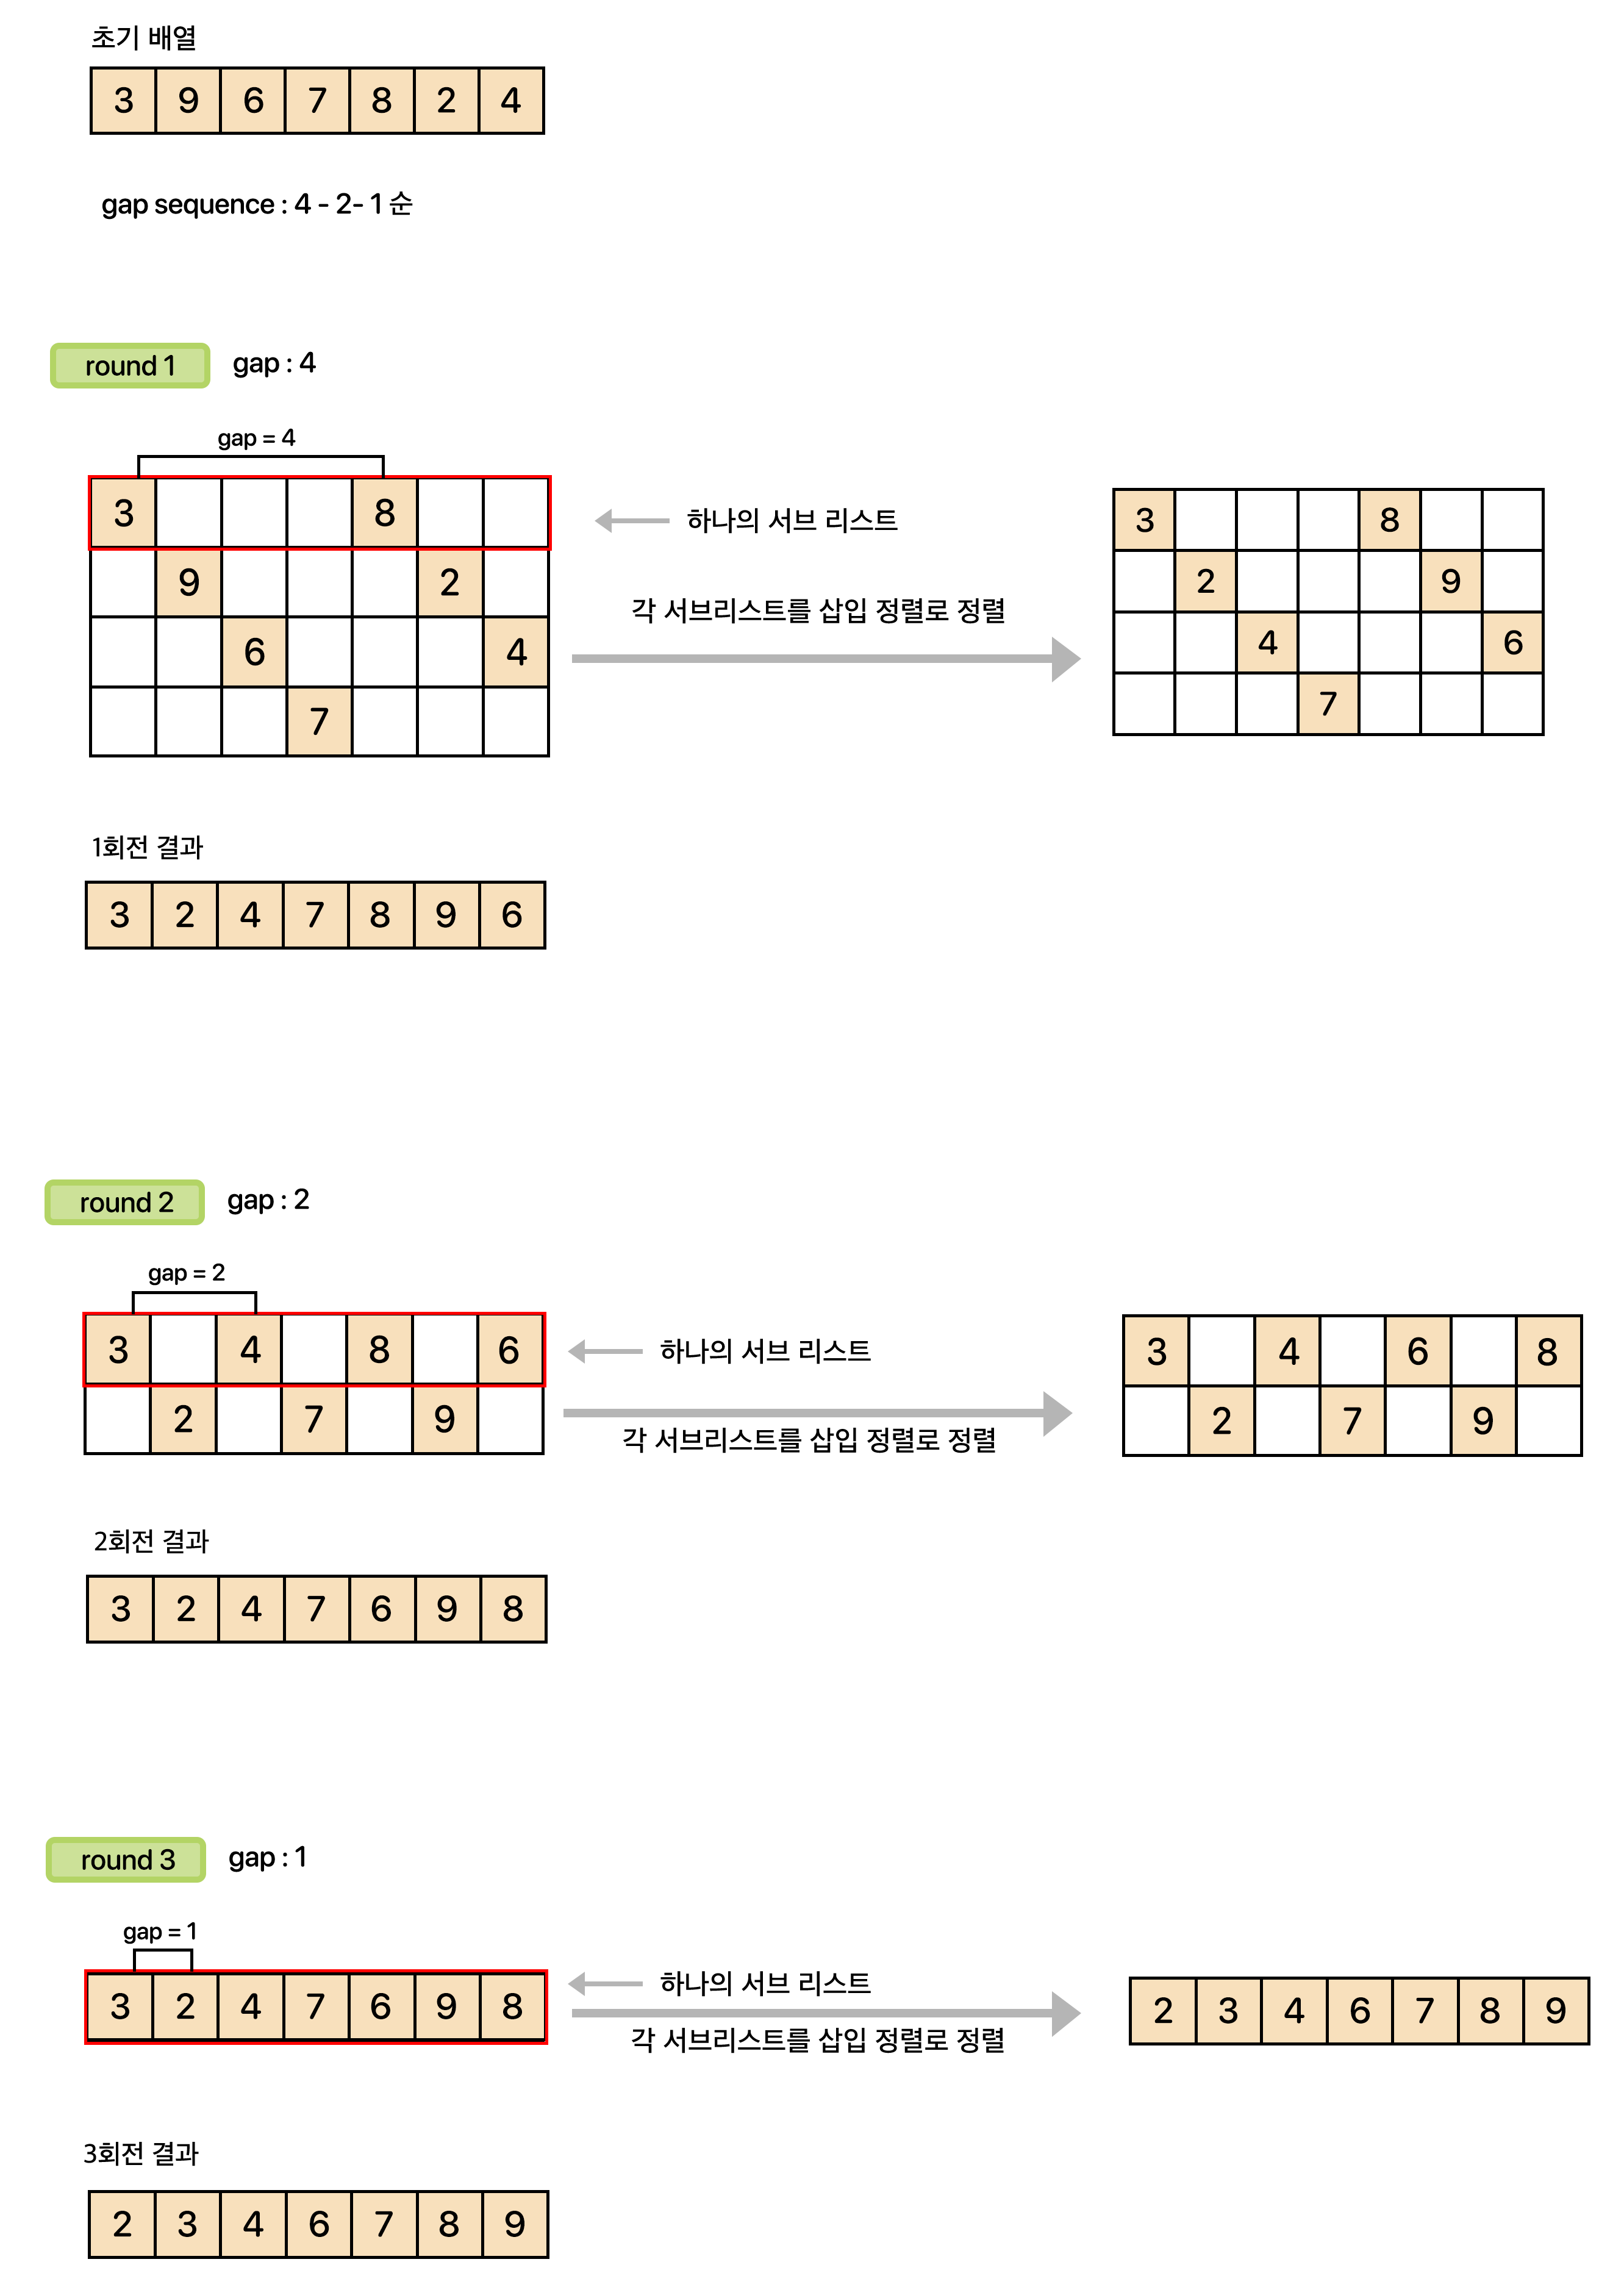 초기 배열
3 9 6 7 8 2 4
gap sequence : 4 - 2- 1 순
round 1 gap : 4
gap = 4
3 8
하나의 서브 리스트
9 2
6 4
7
각 서브리스트를 삽입 정렬로 정렬
3 8
2 9
4 6
7
1회전 결과
3 2 4 7 8 9 6
round 2 gap : 2
gap = 2
3 4 8 6
하나의 서브 리스트
2 7 9
각 서브리스트를 삽입 정렬로 정렬
3 4 6 8
2 7 9
2회전 결과
3 2 4 7 6 9 8
round 3 gap : 1
gap = 1
3 2 4 7 6 9 8
하나의 서브 리스트
각 서브리스트를 삽입 정렬로 정렬
2 3 4 6 7 8 9
3회전 결과
2 3 4 6 7 8 9